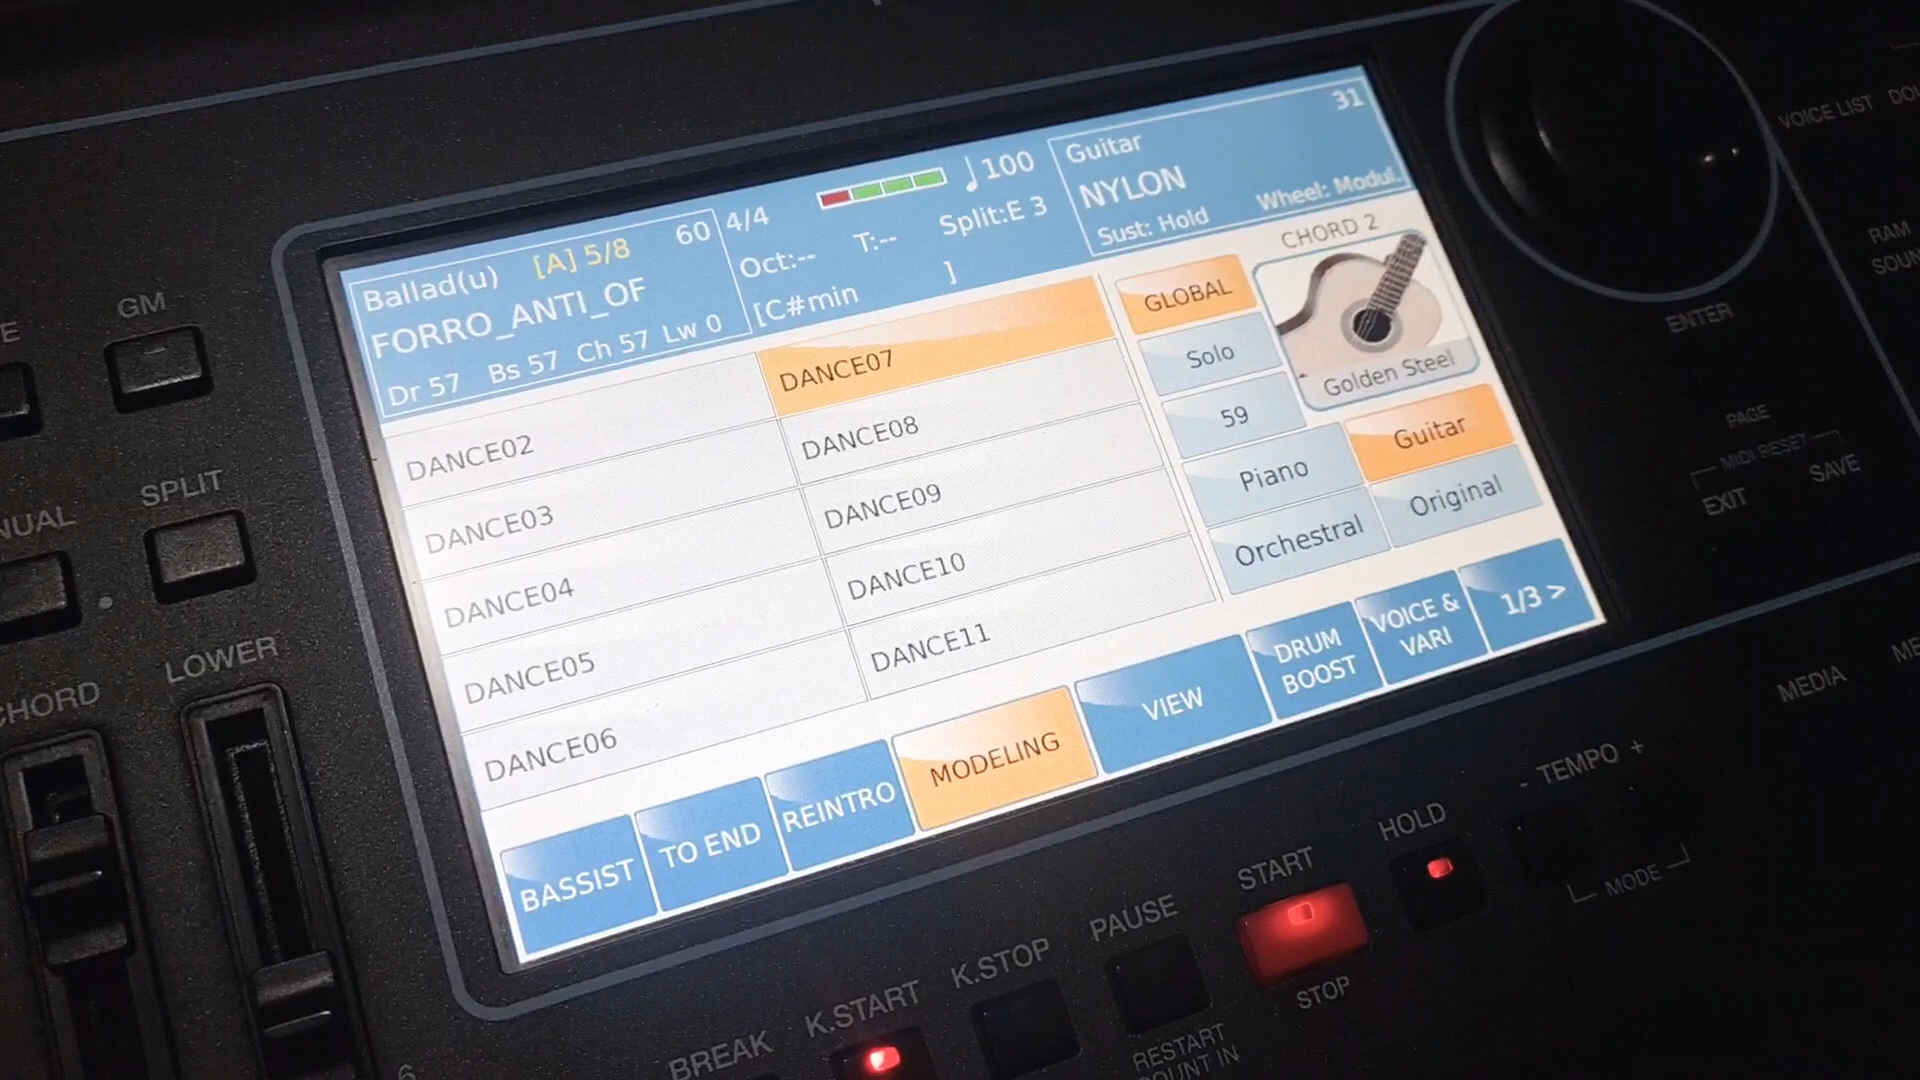 31
Guitar
NYLON
Sust: Hold
Wheel: Modul.
100
4/4
Split:E 3
T:--
Oct:--
[C#min
]
Ballad(u)
[A] 5/8
60
FORRO_ANTI_OF
Dr 57 Bs 57 Ch 57 Lw 0
CHORD 2
Golden Steel
GLOBAL
Solo
59
Piano
Guitar
Orchestral
Original
DANCE02
DANCE03
DANCE04
DANCE05
DANCE06
DANCE07
DANCE08
DANCE09
DANCE10
DANCE11
BASSIST
TO END
REINTRO
MODELING
VIEW
DRUM
BOOST
VOICE &
VARI
1/3 >
GM
SPLIT
LOWER
VOICE LIST
RAM
ENTER
PAGE
MIDI RESET
EXIT
SAVE
MEDIA
- TEMPO +
MODE
HOLD
START
STOP
PAUSE
RESTART
K.STOP
K.START
BREAK
6